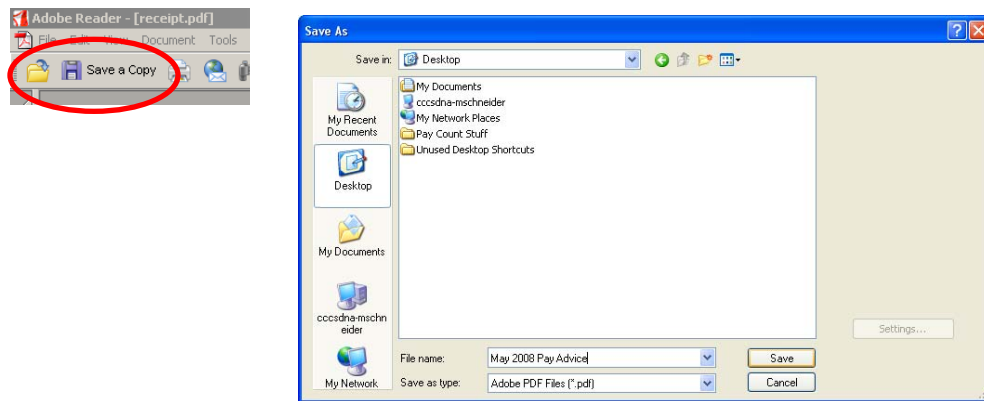 Adobe Reader - [receipt.pdf]
File Edit View Document Tools
Save a Copy
Save As
Save in: Desktop
My Recent Documents
Desktop
My Documents
cccsdna-mschn
eider
My Network
My Documents
cccsdna-mschneider
My Network Places
Pay Count Stuff
Unused Desktop Shortcuts
Settings...
File name: May 2008 Pay Advice Save
Save as type: Adobe PDF Files (*.pdf) Cancel